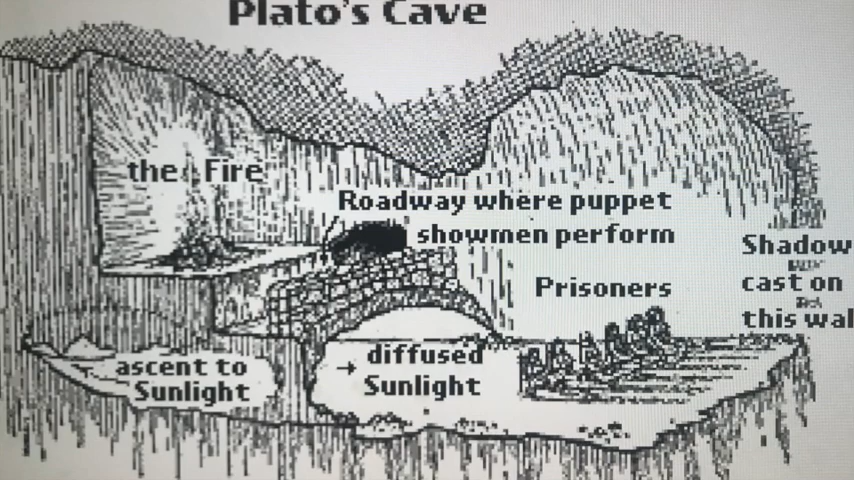 Plato's Cave
the Fire
Roadway where puppet
showmen perform
Shadow
cast on
this wal
Prisoners
diffused
Sunlight
ascent to
Sunlight